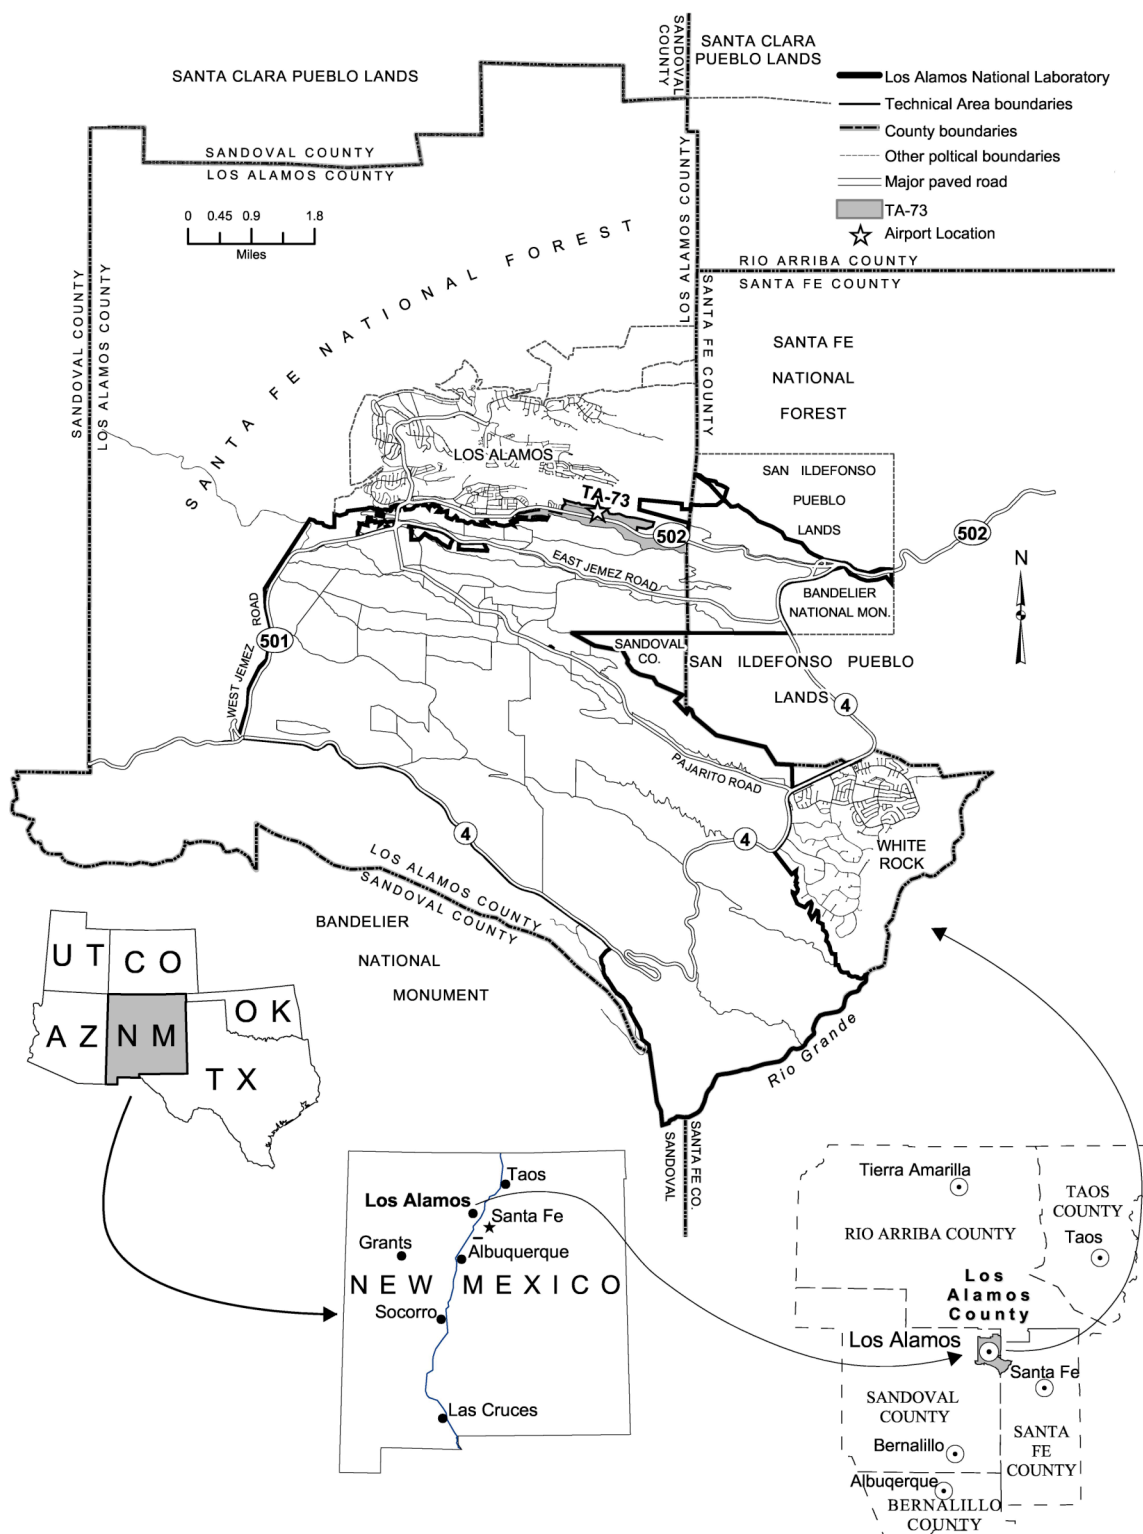 SANTA CLARA PUEBLO LANDS
SANDOVAL
COUNTY
SANTA CLARA
PUEBLO LANDS
Los Alamos National Laboratory
Technical Area boundaries
County boundaries
Other poltical boundaries
Major paved road
TA-73
Airport Location
SANDOVAL COUNTY
LOS ALAMOS COUNTY
0 0.45 0.9 1.8
Miles
SANTA FE NATIONAL FOREST
LOS ALAMOS COUNTY
SANTA FE COUNTY
RIO ARRIBA COUNTY
SANTA FE COUNTY
SANDOVAL COUNTY
LOS ALAMOS COUNTY
SANTA FE
NATIONAL
FOREST
LOS ALAMOS
SAN ILDEFONSO
PUEBLO
LANDS
TA-73
502
502
EAST JEMEZ ROAD
BANDELIER
NATIONAL MON.
N
WEST JEMEZ ROAD
501
SANDOVAL
CO.
SAN ILDEFONSO PUEBLO
LANDS
4
PAJARITO ROAD
4
4
WHITE
ROCK
LOS ALAMOS COUNTY
SANDOVAL COUNTY
BANDELIER
NATIONAL
MONUMENT
Rio Grande
SANDOVAL
SANTA FE CO.
UT
CO
AZ
NM
OK
TX
Taos
Los Alamos
Santa Fe
Grants
Albuquerque
NEW MEXICO
Socorro
Las Cruces
Tierra Amarilla
TAOS
COUNTY
RIO ARRIBA COUNTY
Taos
Los
Alamos
County
Los Alamos
Santa Fe
SANDOVAL
COUNTY
SANTA
FE
COUNTY
Bernalillo
Albuqerque
BERNALILLO
COUNTY